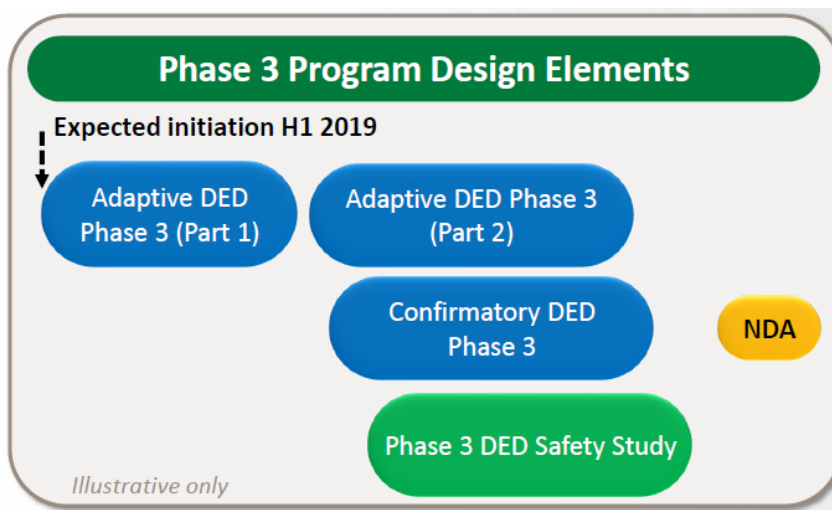 Phase 3 Program Design Elements
Expected initiation H1 2019
Adaptive DED
Phase 3 (Part 1)
Adaptive DED Phase 3
(Part 2)
Confirmatory DED
Phase 3
NDA
Phase 3 DED Safety Study
Illustrative only